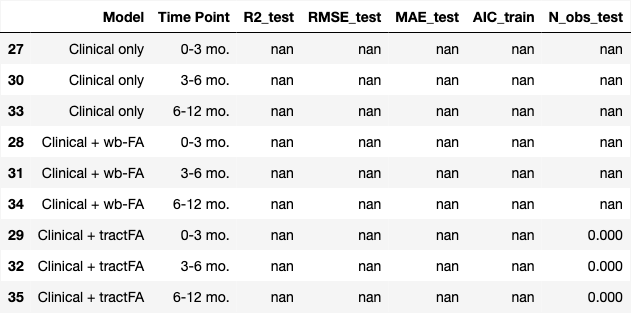 Model Time Point R2_test RMSE_test MAE_test AIC_train N_obs_test
27 Clinical only 0-3 mo. nan nan nan nan nan
30 Clinical only 3-6 mo. nan nan nan nan nan
33 Clinical only 6-12 mo. nan nan nan nan nan
28 Clinical + wb-FA 0-3 mo. nan nan nan nan nan
31 Clinical + wb-FA 3-6 mo. nan nan nan nan nan
34 Clinical + wb-FA 6-12 mo. nan nan nan nan nan
29 Clinical + tractFA 0-3 mo. nan nan nan nan 0.000
32 Clinical + tractFA 3-6 mo. nan nan nan nan 0.000
35 Clinical + tractFA 6-12 mo. nan nan nan nan 0.000